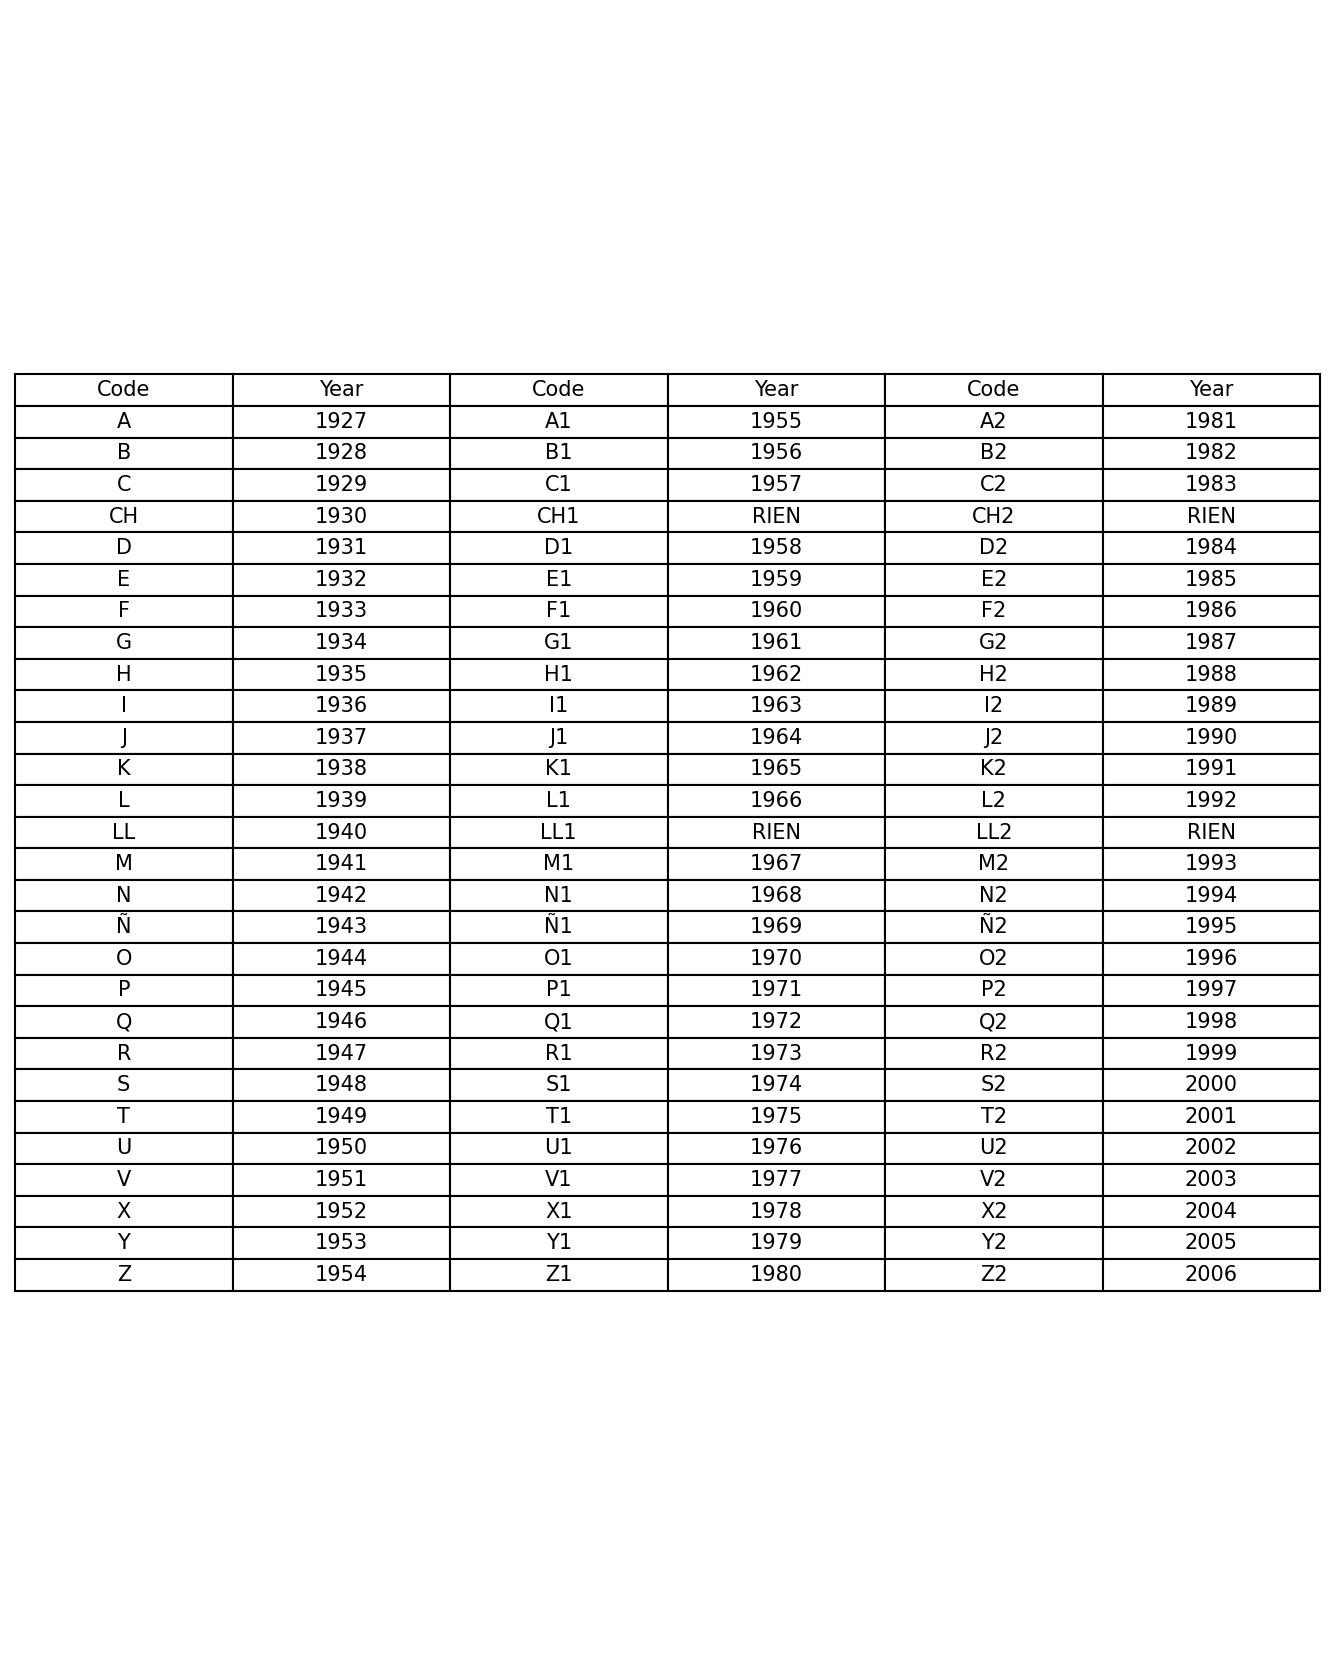 Code Year Code Year Code Year
A 1927 A1 1955 A2 1981
B 1928 B1 1956 B2 1982
C 1929 C1 1957 C2 1983
CH 1930 CH1 RIEN CH2 RIEN
D 1931 D1 1958 D2 1984
E 1932 E1 1959 E2 1985
F 1933 F1 1960 F2 1986
G 1934 G1 1961 G2 1987
H 1935 H1 1962 H2 1988
I 1936 I1 1963 I2 1989
J 1937 J1 1964 J2 1990
K 1938 K1 1965 K2 1991
L 1939 L1 1966 L2 1992
LL 1940 LL1 RIEN LL2 RIEN
M 1941 M1 1967 M2 1993
N 1942 N1 1968 N2 1994
Ñ 1943 Ñ1 1969 Ñ2 1995
O 1944 O1 1970 O2 1996
P 1945 P1 1971 P2 1997
Q 1946 Q1 1972 Q2 1998
R 1947 R1 1973 R2 1999
S 1948 S1 1974 S2 2000
T 1949 T1 1975 T2 2001
U 1950 U1 1976 U2 2002
V 1951 V1 1977 V2 2003
X 1952 X1 1978 X2 2004
Y 1953 Y1 1979 Y2 2005
Z 1954 Z1 1980 Z2 2006